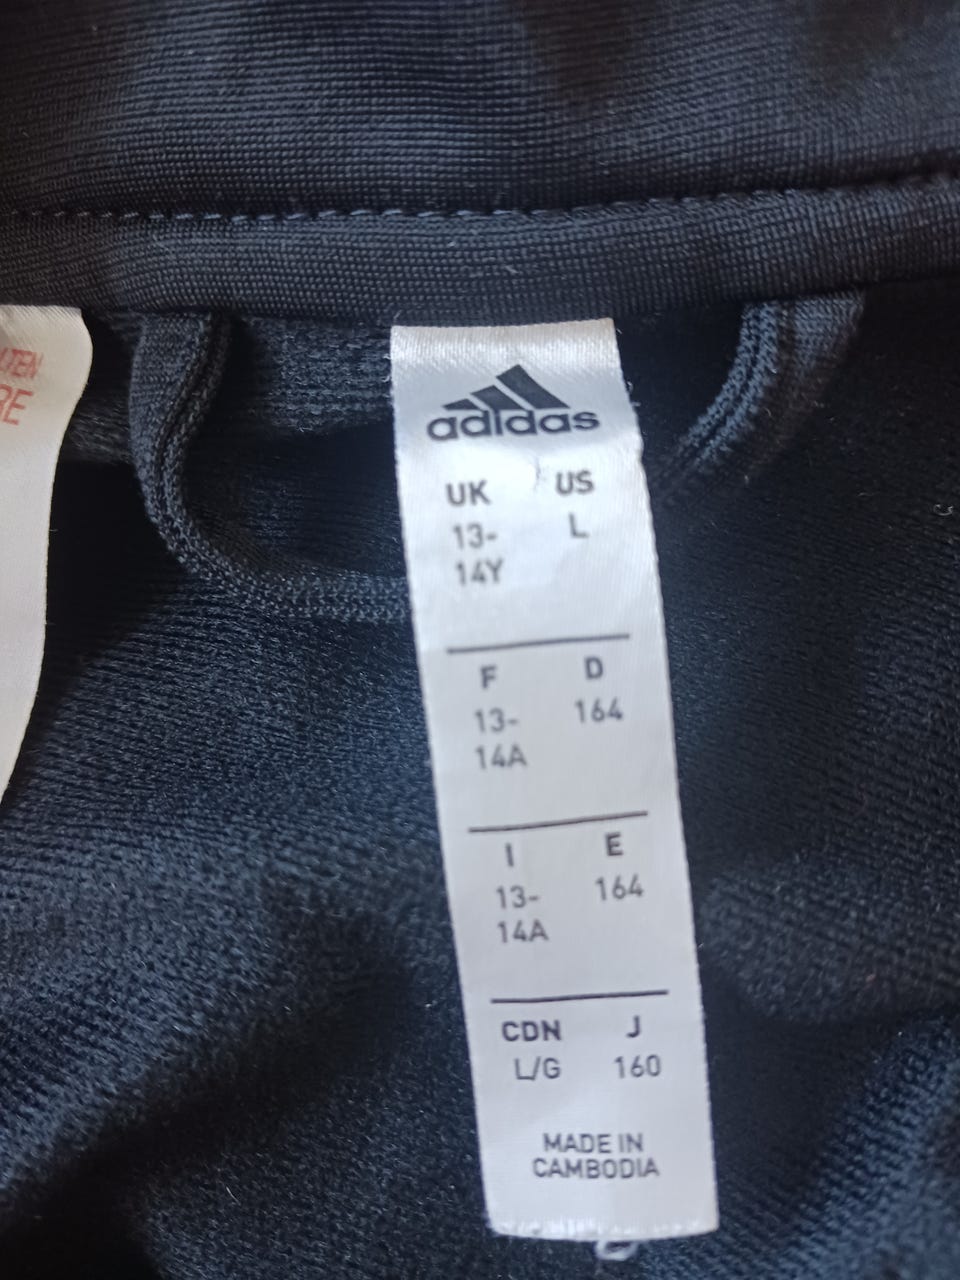 adidas
UK US
13- L
14Y
F D
13- 164
14A
I E
13- 164
14A
CDN J
L/G 160
MADE IN
CAMBODIA